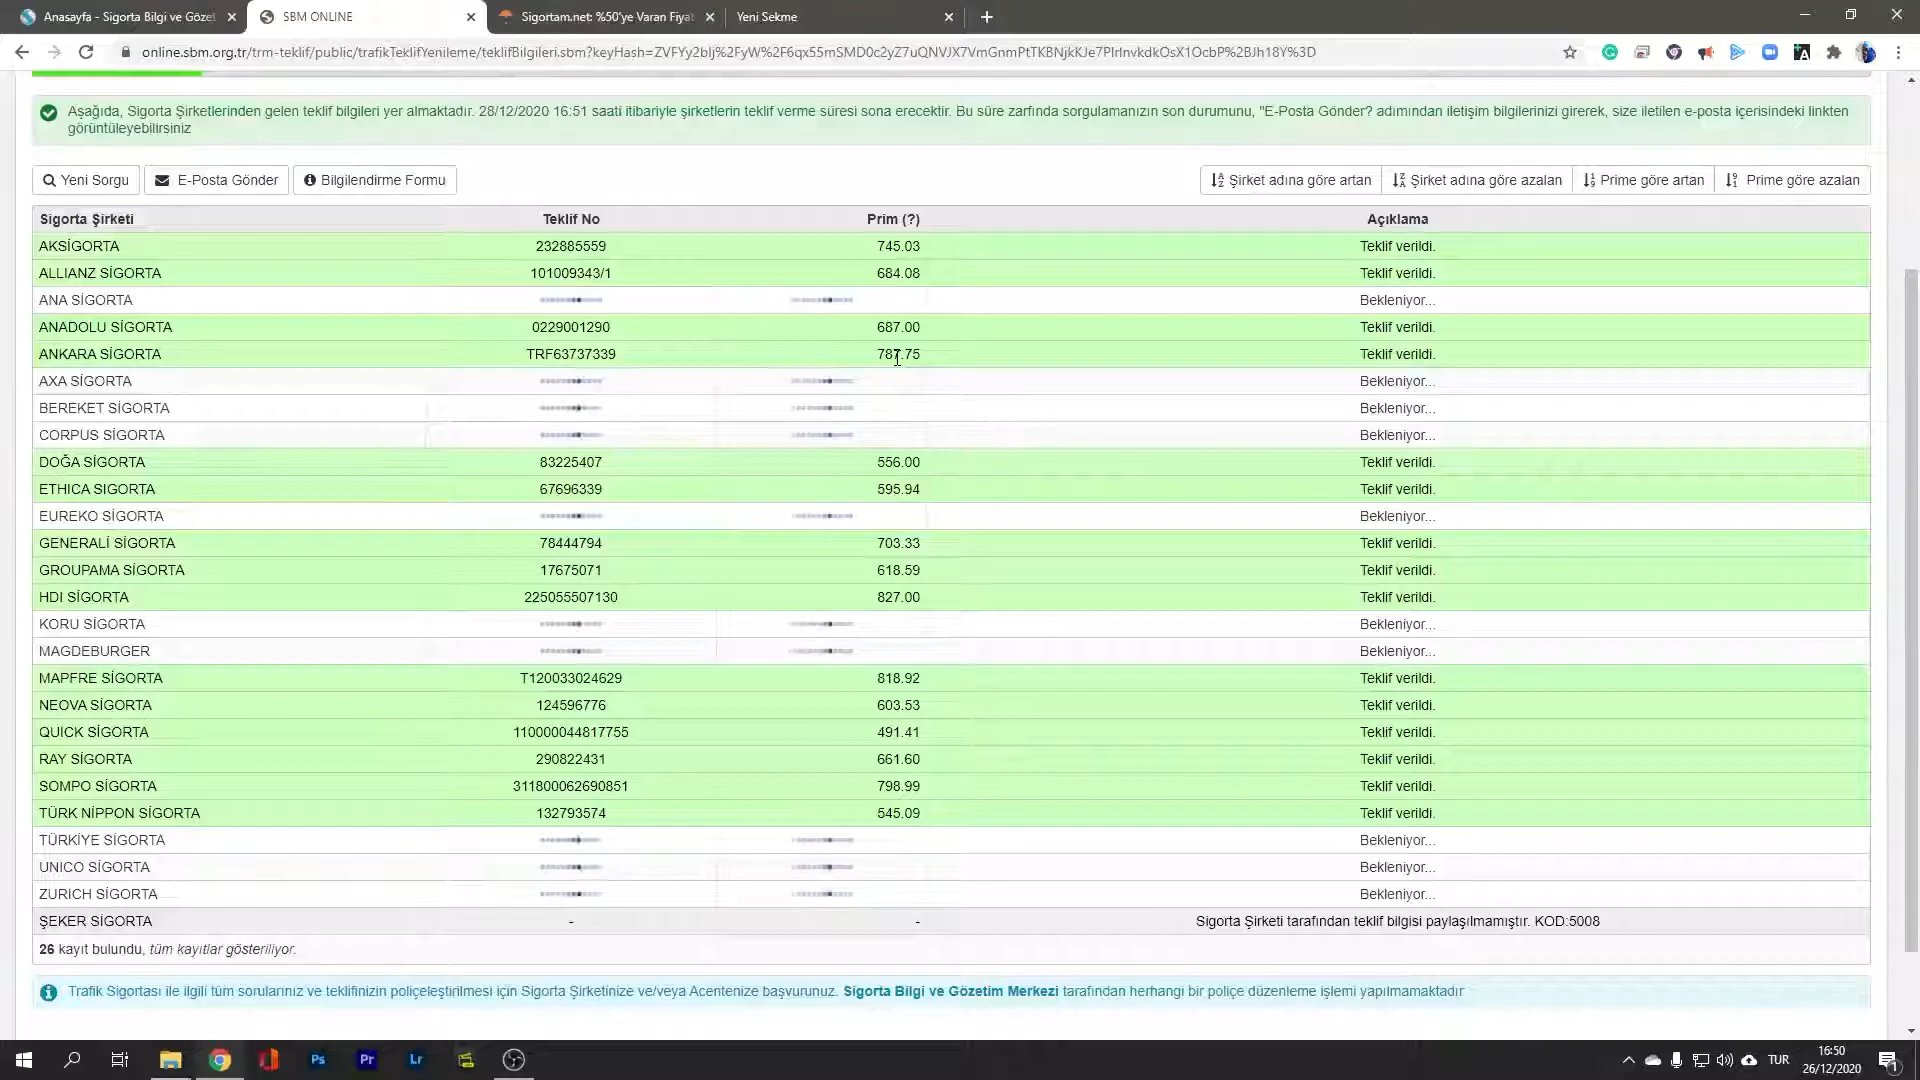 Anasayfa - Sigorta Bilgi ve Gözet
SBM ONLINE
Sigortam.net: %50'ye Varan Fiyat
Yeni Sekme
online.sbm.org.tr/trm-teklif/public/trafikTeklifYenileme/teklifBilgileri.sbm?keyHash=ZVFYy2blj%2FyW%2F6qx55mSMD0c2yZ7uQNVJX7VmGnmPtTKBNjkKJe7PlrInvkdkOsX1OcbP%2BJh18Y%3D
Aşağıda, Sigorta Şirketlerinden gelen teklif bilgileri yer almaktadır. 28/12/2020 16:51 saati itibariyle şirketlerin teklif verme süresi sona erecektir. Bu süre zarfında sorgulamanızın son durumunu, "E-Posta Gönder? adımından iletişim bilgilerinizi girerek, size iletilen e-posta içerisindeki linkten
görüntüleyebilirsiniz
Yeni Sorgu E-Posta Gönder Bilgilendirme Formu Şirket adına göre artan Şirket adına göre azalan Prime göre artan Prime göre azalan
Sigorta Şirketi Teklif No Prim (?) Açıklama
AKSİGORTA 232885559 745.03 Teklif verildi.
ALLIANZ SİGORTA 101009343/1 684.08 Teklif verildi.
ANA SİGORTA Bekleniyor...
ANADOLU SİGORTA 0229001290 687.00 Teklif verildi.
ANKARA SİGORTA TRF63737339 787.75 Teklif verildi.
AXA SİGORTA Bekleniyor...
BEREKET SİGORTA Bekleniyor...
CORPUS SİGORTA Bekleniyor...
DOĞA SİGORTA 83225407 556.00 Teklif verildi.
ETHICA SIGORTA 67696339 595.94 Teklif verildi.
EUREKO SİGORTA Bekleniyor...
GENERALİ SİGORTA 78444794 703.33 Teklif verildi.
GROUPAMA SİGORTA 17675071 618.59 Teklif verildi.
HDI SİGORTA 225055507130 827.00 Teklif verildi.
KORU SİGORTA Bekleniyor...
MAGDEBURGER Bekleniyor...
MAPFRE SİGORTA T120033024629 818.92 Teklif verildi.
NEOVA SİGORTA 124596776 603.53 Teklif verildi.
QUICK SİGORTA 110000044817755 491.41 Teklif verildi.
RAY SİGORTA 290822431 661.60 Teklif verildi.
SOMPO SİGORTA 311800062690851 798.99 Teklif verildi.
TÜRK NİPPON SİGORTA 132793574 545.09 Teklif verildi.
TÜRKİYE SİGORTA Bekleniyor...
UNICO SİGORTA Bekleniyor...
ZURICH SİGORTA Bekleniyor...
ŞEKER SİGORTA - - Sigorta Şirketi tarafından teklif bilgisi paylaşılmamıştır. KOD:5008
26 kayıt bulundu, tüm kayıtlar gösteriliyor.
Trafik Sigortası ile ilgili tüm sorularınız ve teklifinizin poliçeleştirilmesi için Sigorta Şirketinize ve/veya Acentenize başvurunuz. Sigorta Bilgi ve Gözetim Merkezi tarafından herhangi bir poliçe düzenleme işlemi yapılmamaktadır
Ps Pr Lr TUR 16:50
26/12/2020